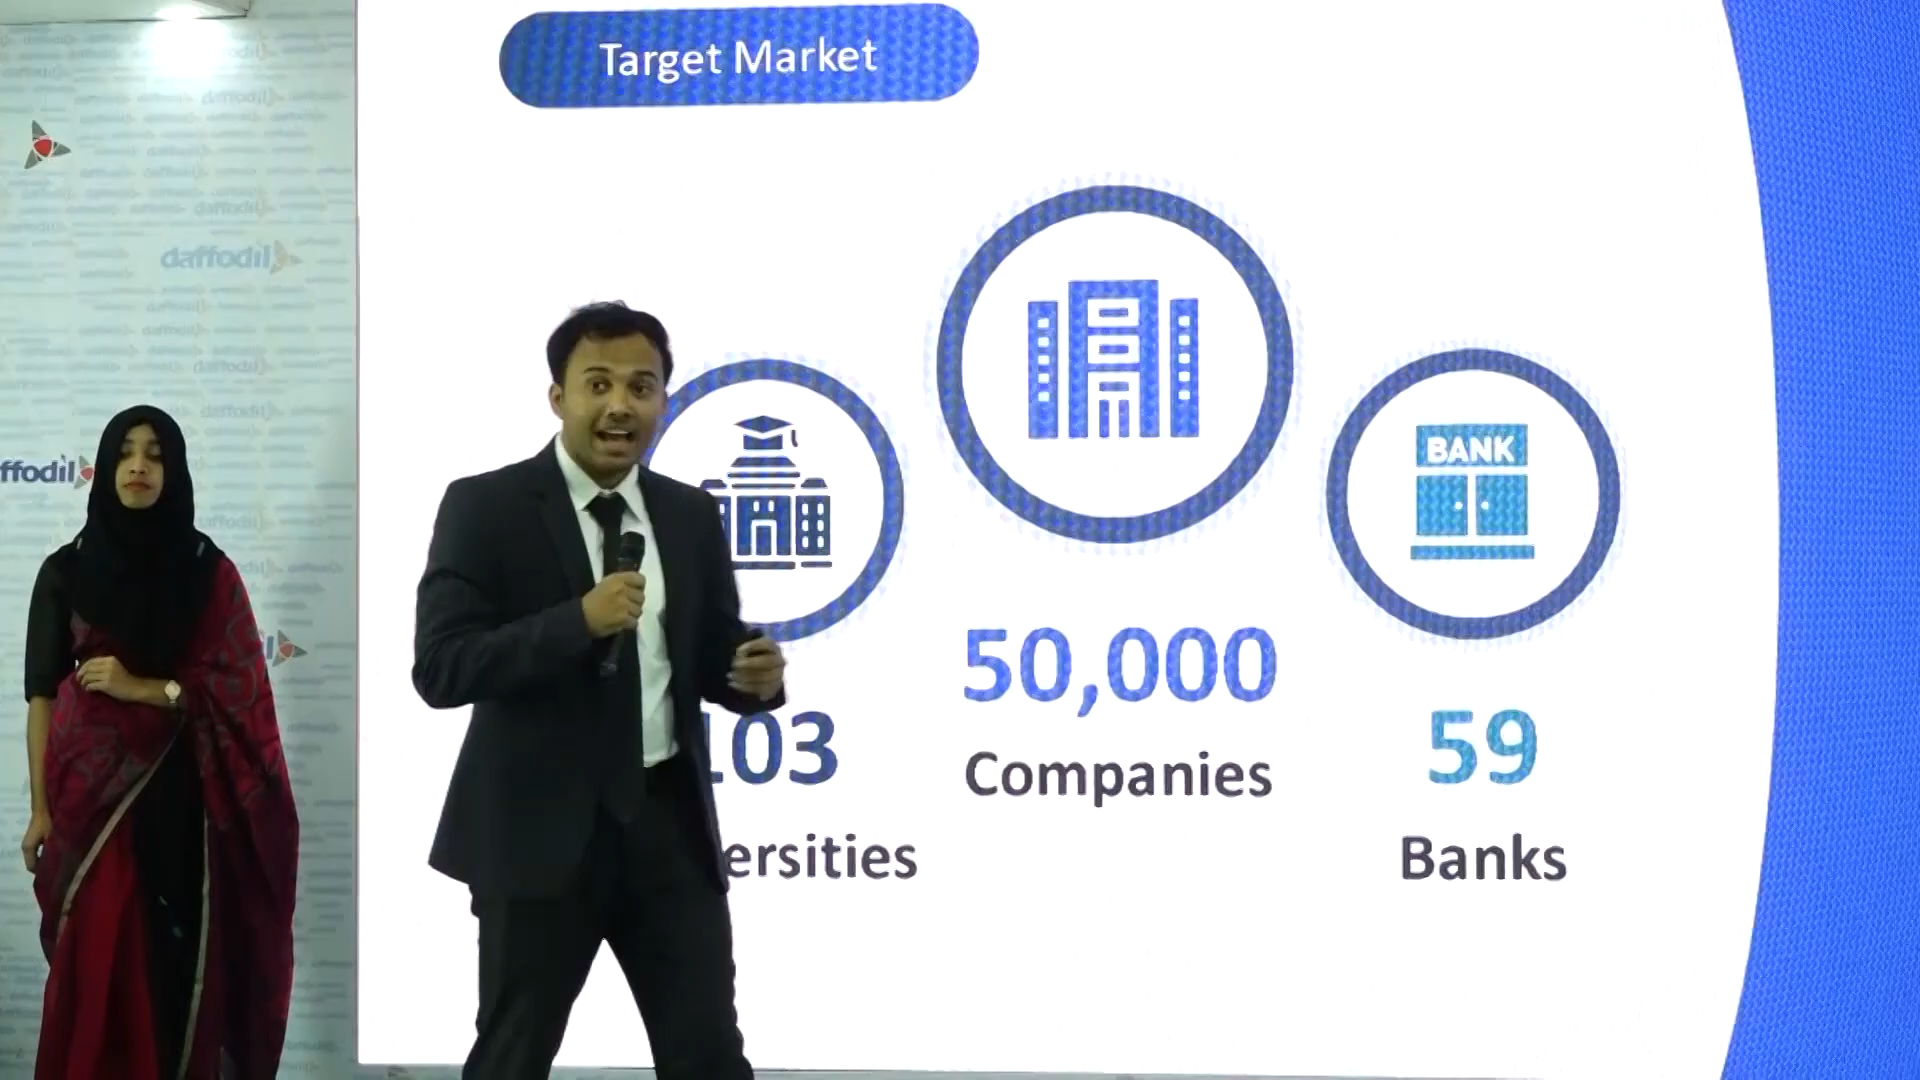 Target Market
daffodil
ffodil
BANK
103
ersities
50,000
Companies
59
Banks